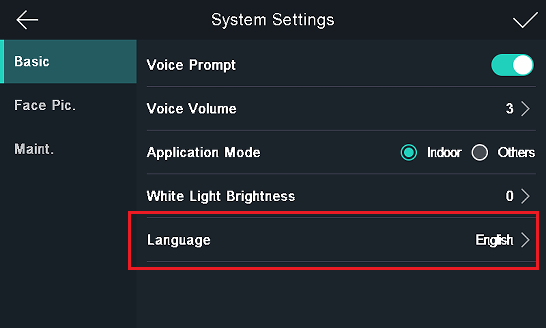 System Settings
Basic
Face Pic.
Maint.
Voice Prompt
Voice Volume 3
Application Mode Indoor Others
White Light Brightness 0
Language English